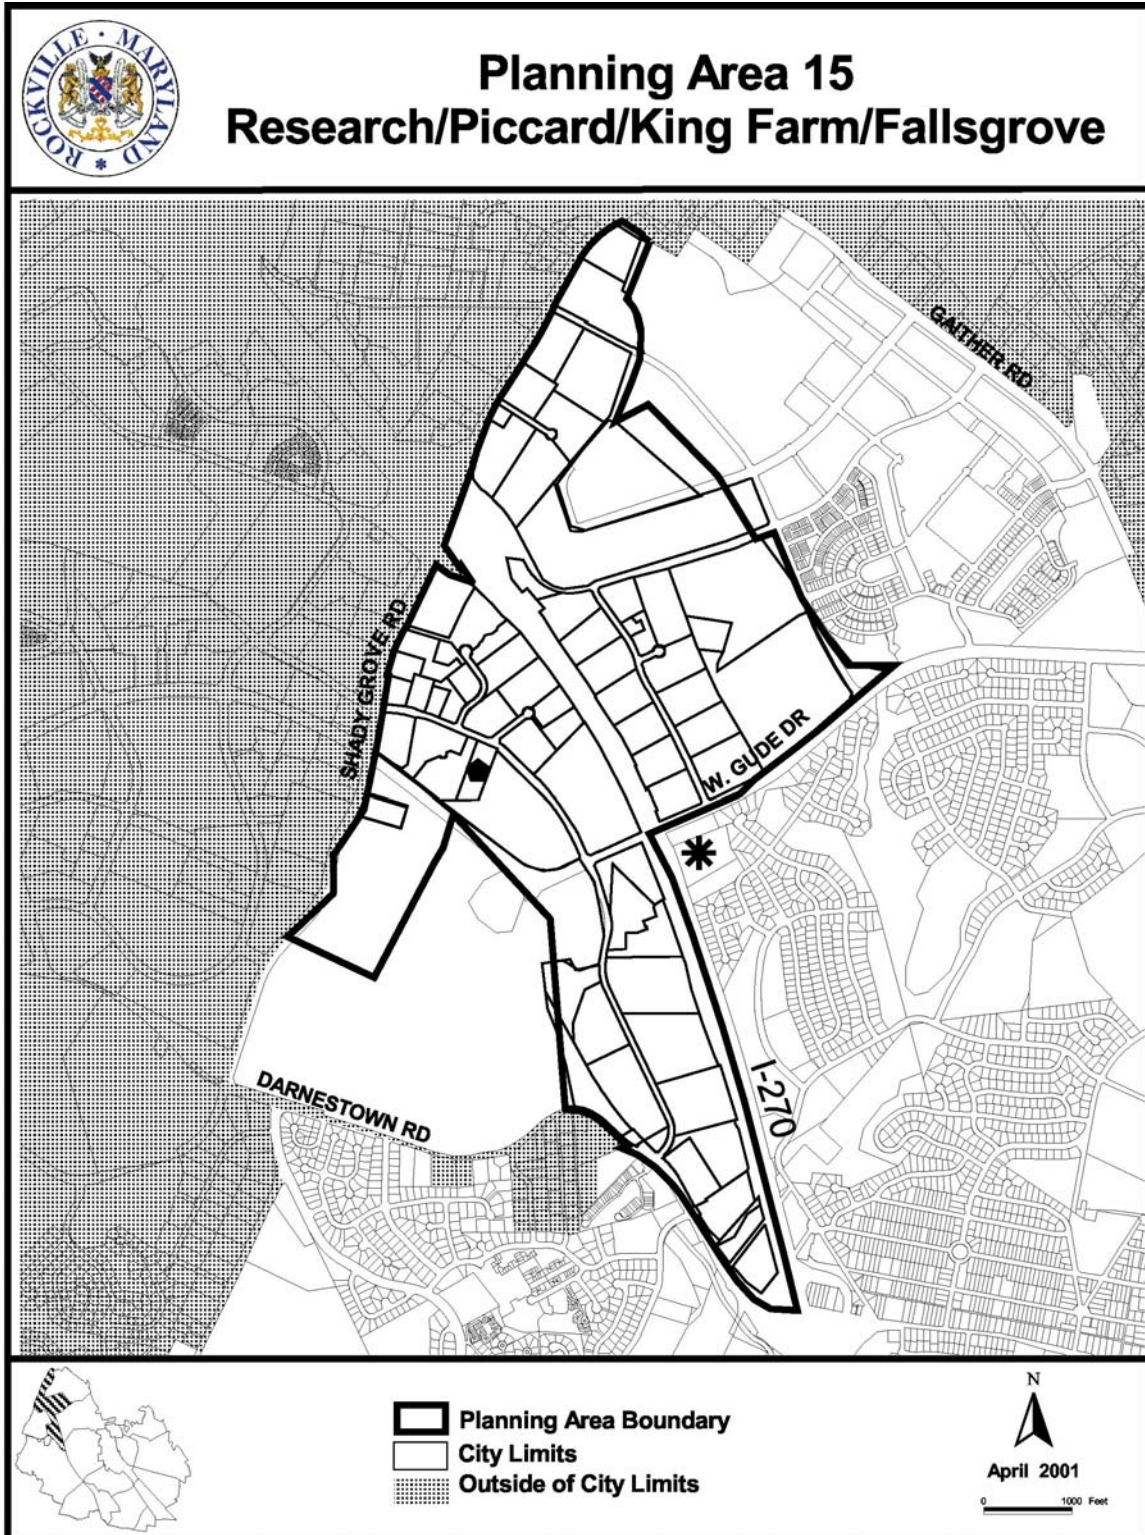 ROCKVILLE · MARYLAND
Planning Area 15
Research/Piccard/King Farm/Fallsgrove
GAITHER RD
SHADY GROVE RD
W. GUDE DR
I-270
DARNESTOWN RD
Planning Area Boundary
City Limits
Outside of City Limits
N
April 2001
0 1000 Feet